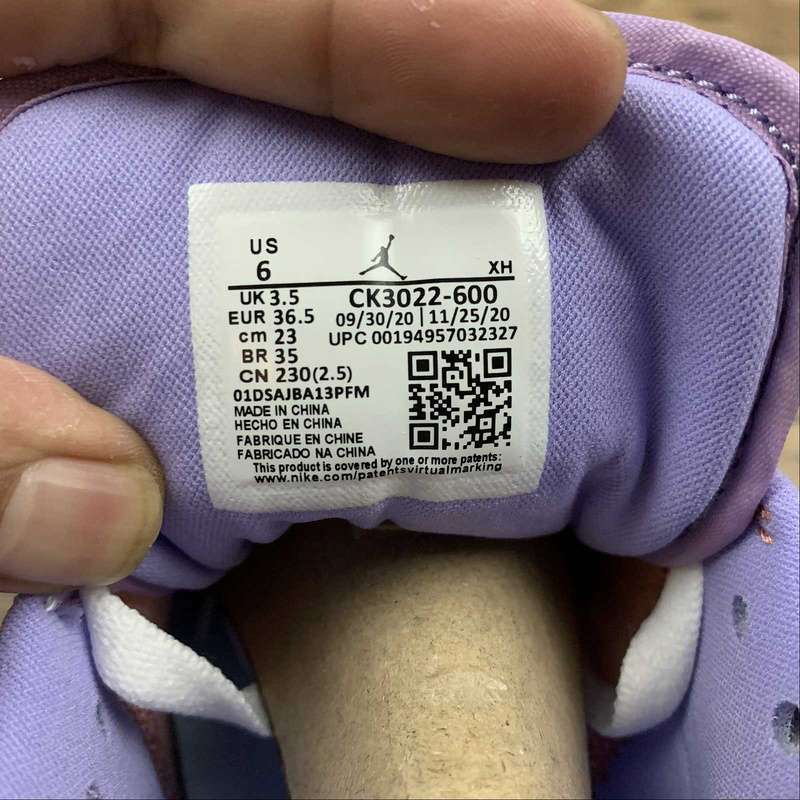 US
6
XH
UK 3.5
CK3022-600
EUR 36.5
09/30/20 | 11/25/20
cm 23
UPC 00194957032327
BR 35
CN 230(2.5)
01DSAJBA13PFM
MADE IN CHINA
HECHO EN CHINA
FABRIQUE EN CHINE
FABRICADO NA CHINA
This product is covered by one or more patents:
www.nike.com/patentsvirtualmarking